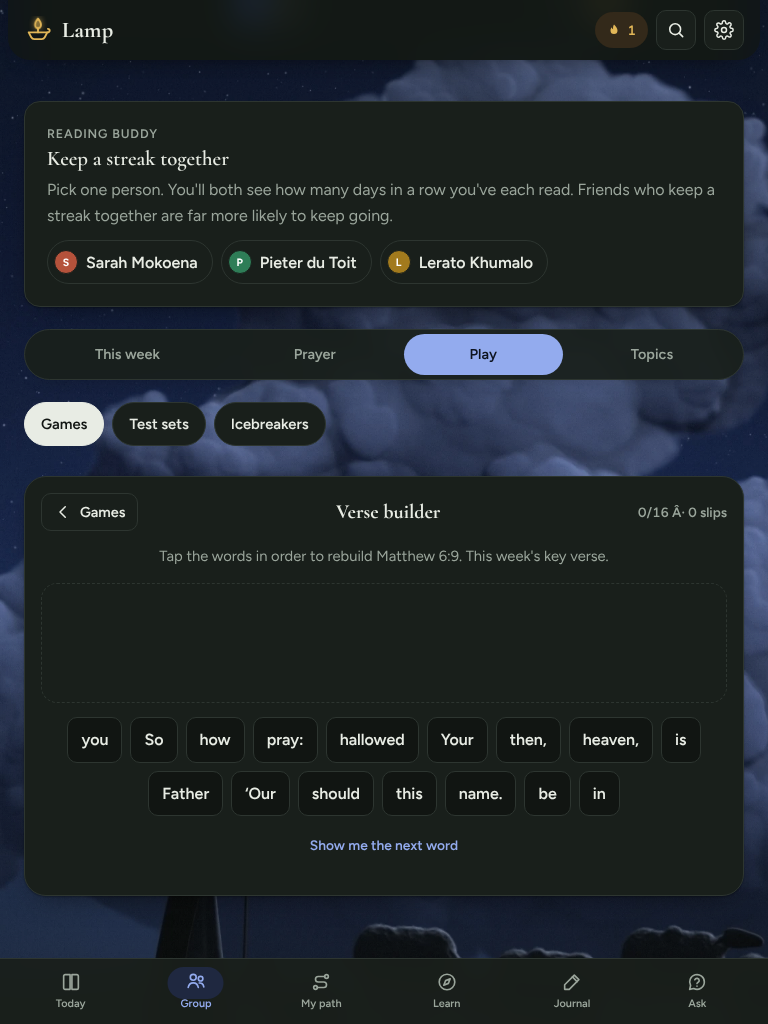 Lamp
1
READING BUDDY
Keep a streak together
Pick one person. You'll both see how many days in a row you've each read. Friends who keep a
streak together are far more likely to keep going.
S Sarah Mokoena P Pieter du Toit L Lerato Khumalo
This week Prayer Play Topics
Games Test sets Icebreakers
Games Verse builder 0/16 Â· 0 slips
Tap the words in order to rebuild Matthew 6:9. This week's key verse.
you So how pray: hallowed Your then, heaven, is
Father ‘Our should this name. be in
Show me the next word
Today Group My path Learn Journal Ask